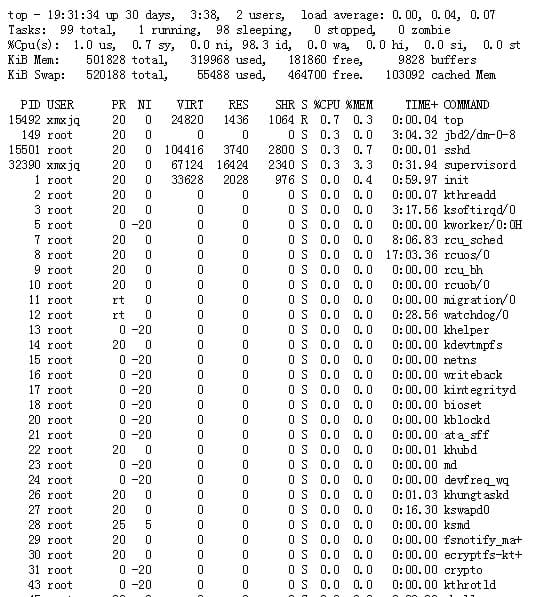 top - 19:31:34 up 30 days,  3:38,  2 users,  load average: 0.00, 0.04, 0.07
Tasks:  99 total,   1 running,  98 sleeping,   0 stopped,   0 zombie
%Cpu(s):  1.0 us,  0.7 sy,  0.0 ni, 98.3 id,  0.0 wa,  0.0 hi,  0.0 si,  0.0 st
KiB Mem:    501828 total,   319968 used,   181860 free,     9828 buffers
KiB Swap:   520188 total,    55488 used,   464700 free.   103092 cached Mem
PID USER      PR  NI    VIRT    RES    SHR S %CPU %MEM     TIME+ COMMAND
15492 xmxjq     20   0   24820   1436   1064 R  0.7  0.3   0:00.04 top
149 root      20   0       0      0      0 S  0.3  0.0   3:04.32 jbd2/dm-0-8
15501 root      20   0  104416   3740   2800 S  0.3  0.7   0:00.01 sshd
32390 xmxjq     20   0   67124  16424   2340 S  0.3  3.3   0:31.94 supervisord
1 root      20   0   33628   2028    976 S  0.0  0.4   0:59.97 init
2 root      20   0       0      0      0 S  0.0  0.0   0:00.07 kthreadd
3 root      20   0       0      0      0 S  0.0  0.0   3:17.56 ksoftirqd/0
5 root       0 -20       0      0      0 S  0.0  0.0   0:00.00 kworker/0:0H
7 root      20   0       0      0      0 S  0.0  0.0   8:06.83 rcu_sched
8 root      20   0       0      0      0 S  0.0  0.0  17:03.36 rcuos/0
9 root      20   0       0      0      0 S  0.0  0.0   0:00.00 rcu_bh
10 root      20   0       0      0      0 S  0.0  0.0   0:00.00 rcuob/0
11 root      rt   0       0      0      0 S  0.0  0.0   0:00.00 migration/0
12 root      rt   0       0      0      0 S  0.0  0.0   0:28.56 watchdog/0
13 root       0 -20       0      0      0 S  0.0  0.0   0:00.00 khelper
14 root      20   0       0      0      0 S  0.0  0.0   0:00.00 kdevtmpfs
15 root       0 -20       0      0      0 S  0.0  0.0   0:00.00 netns
16 root       0 -20       0      0      0 S  0.0  0.0   0:00.00 writeback
17 root       0 -20       0      0      0 S  0.0  0.0   0:00.00 kintegrityd
18 root       0 -20       0      0      0 S  0.0  0.0   0:00.00 bioset
20 root       0 -20       0      0      0 S  0.0  0.0   0:00.00 kblockd
21 root       0 -20       0      0      0 S  0.0  0.0   0:00.00 ata_sff
22 root      20   0       0      0      0 S  0.0  0.0   0:00.01 khubd
23 root       0 -20       0      0      0 S  0.0  0.0   0:00.00 md
24 root       0 -20       0      0      0 S  0.0  0.0   0:00.00 devfreq_wq
26 root      20   0       0      0      0 S  0.0  0.0   0:01.03 khungtaskd
27 root      20   0       0      0      0 S  0.0  0.0   0:16.30 kswapd0
28 root      25   5       0      0      0 S  0.0  0.0   0:00.00 ksmd
29 root      20   0       0      0      0 S  0.0  0.0   0:00.00 fsnotify_ma+
30 root      20   0       0      0      0 S  0.0  0.0   0:00.00 ecryptfs-kt+
31 root       0 -20       0      0      0 S  0.0  0.0   0:00.00 crypto
43 root       0 -20       0      0      0 S  0.0  0.0   0:00.00 kthrotld